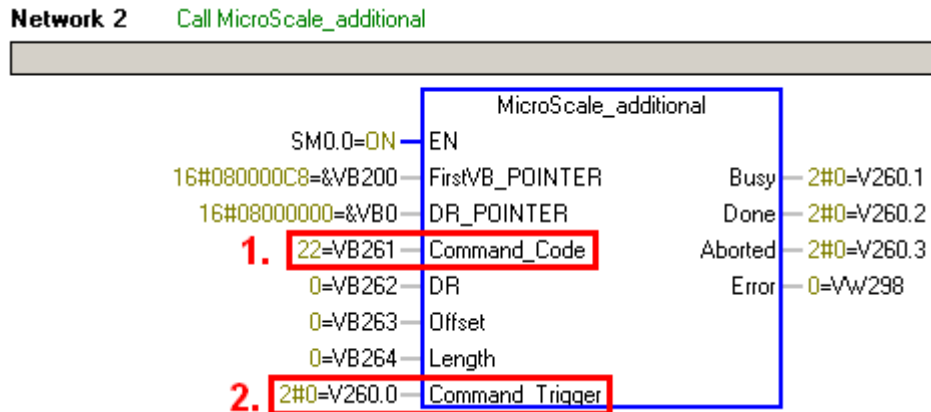 Network 2 Call MicroScale_additional
MicroScale_additional
SM0.0=ON EN
16#080000C8=&VB200 FirstVB_POINTER Busy 2#0=V260.1
16#08000000=&VB0 DR_POINTER Done 2#0=V260.2
1. 22=VB261 Command_Code Aborted 2#0=V260.3
0=VB262 DR Error 0=VW298
0=VB263 Offset
0=VB264 Length
2. 2#0=V260.0 Command_Trigger